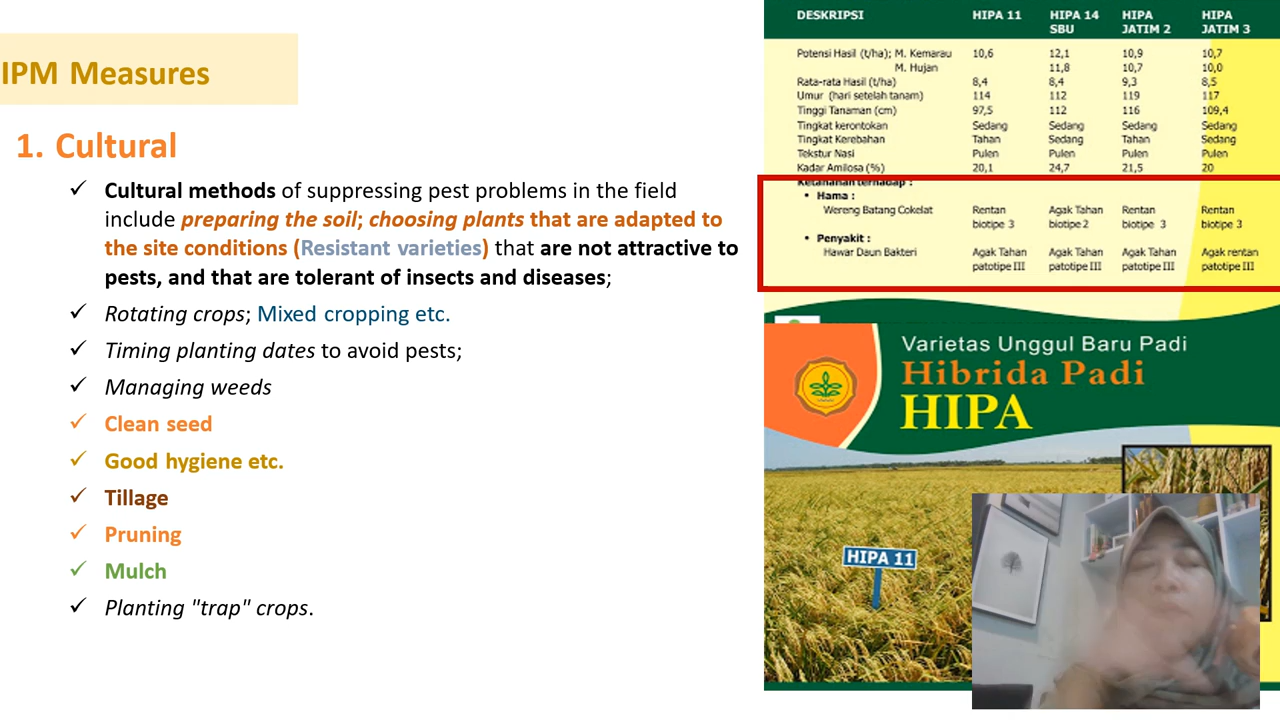 IPM Measures
1. Cultural
✓ Cultural methods of suppressing pest problems in the field
include preparing the soil; choosing plants that are adapted to
the site conditions (Resistant varieties) that are not attractive to
pests, and that are tolerant of insects and diseases;
✓ Rotating crops; Mixed cropping etc.
✓ Timing planting dates to avoid pests;
✓ Managing weeds
✓ Clean seed
✓ Good hygiene etc.
✓ Tillage
✓ Pruning
✓ Mulch
✓ Planting "trap" crops.
DESKRIPSI HIPA 11 HIPA 14 SBU HIPA JATIM 2 HIPA JATIM 3
Potensi Hasil (t/ha); M. Kemarau 10,6 12,1 10,9 10,7
M. Hujan 11,8 10,7 10,0
Rata-rata Hasil (t/ha) 8,4 8,4 9,3 8,5
Umur (hari setelah tanam) 114 112 119 117
Tinggi Tanaman (cm) 97,5 112 116 109,4
Tingkat kerontokan Sedang Sedang Sedang Sedang
Tingkat Kerebahan Tahan Sedang Tahan Sedang
Tekstur Nasi Pulen Pulen Pulen Pulen
Kadar Amilosa (%) 20,1 24,7 21,5 20
Ketahanan terhadap :
• Hama :
Wereng Batang Cokelat Rentan Agak Tahan Rentan Rentan
biotipe 3 biotipe 2 biotipe 3 biotipe 3
• Penyakit :
Hawar Daun Bakteri Agak Tahan Agak Tahan Agak Tahan Agak rentan
patotipe III patotipe III patotipe III patotipe III
Varietas Unggul Baru Padi
Hibrida Padi
HIPA
HIPA 11